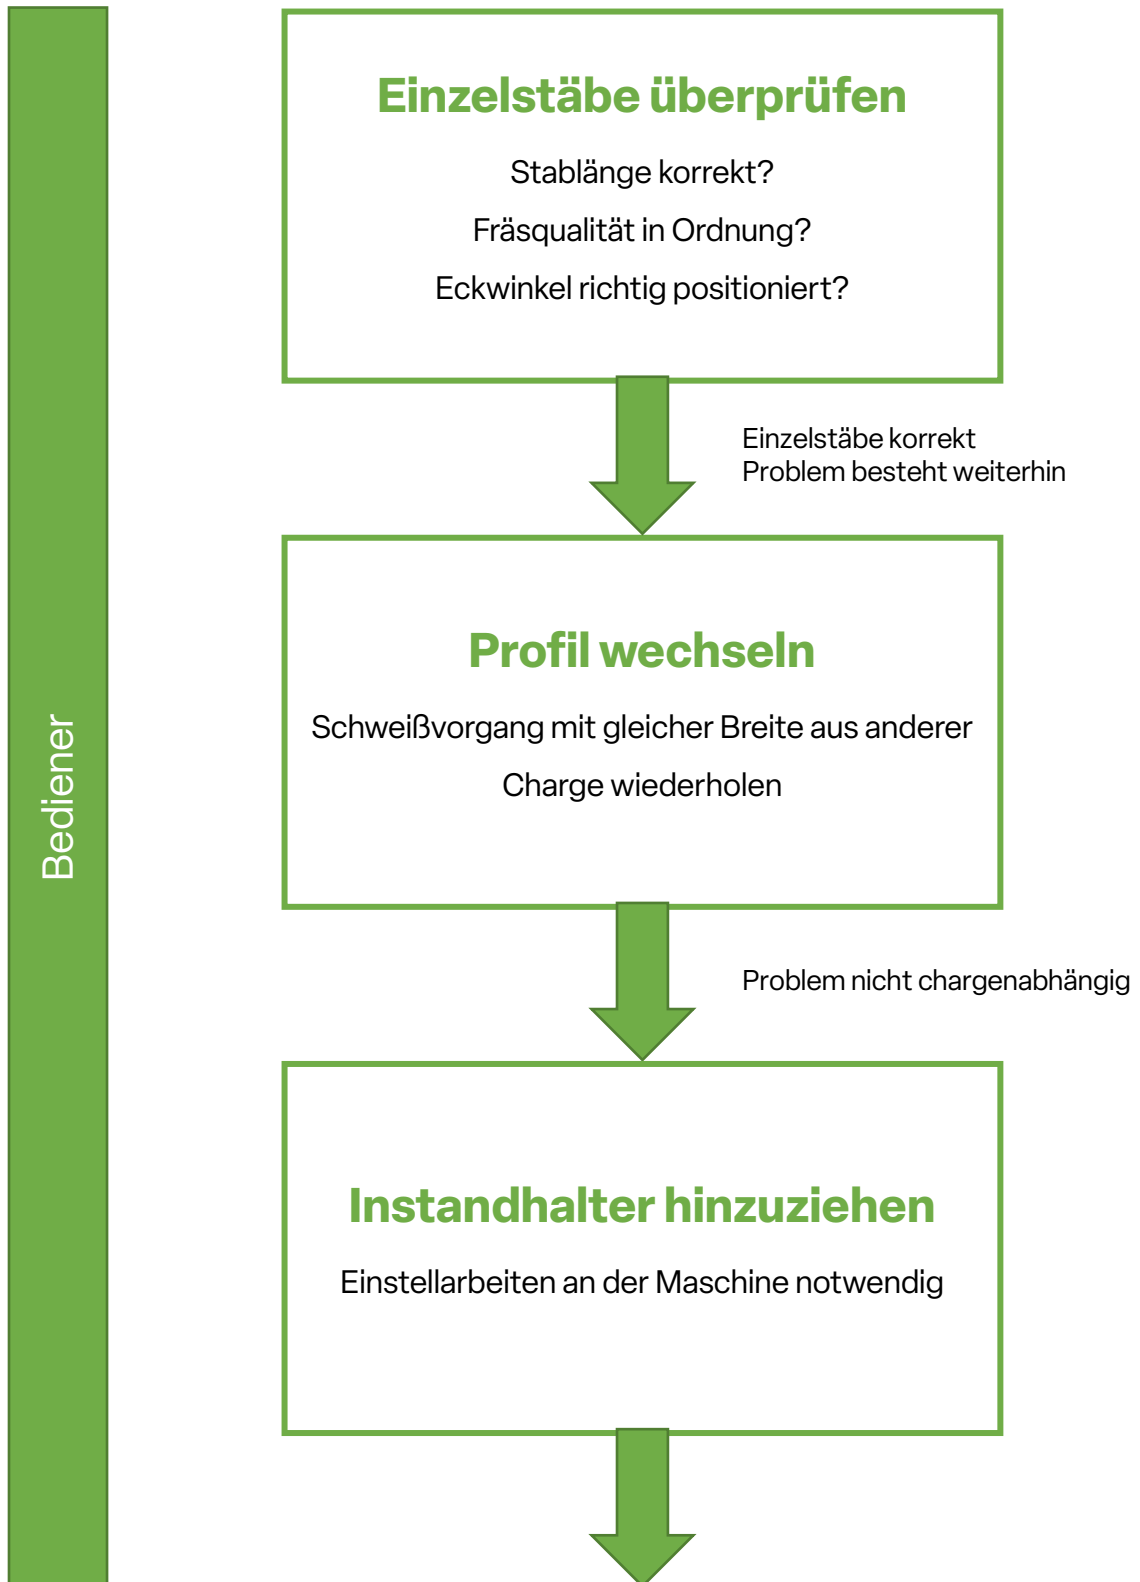 Einzelstäbe überprüfen
Stablänge korrekt?
Fräsqualität in Ordnung?
Eckwinkel richtig positioniert?
Einzelstäbe korrekt
Problem besteht weiterhin
Profil wechseln
Schweißvorgang mit gleicher Breite aus anderer
Charge wiederholen
Bediener
Problem nicht chargenabhängig
Instandhalter hinzuziehen
Einstellarbeiten an der Maschine notwendig